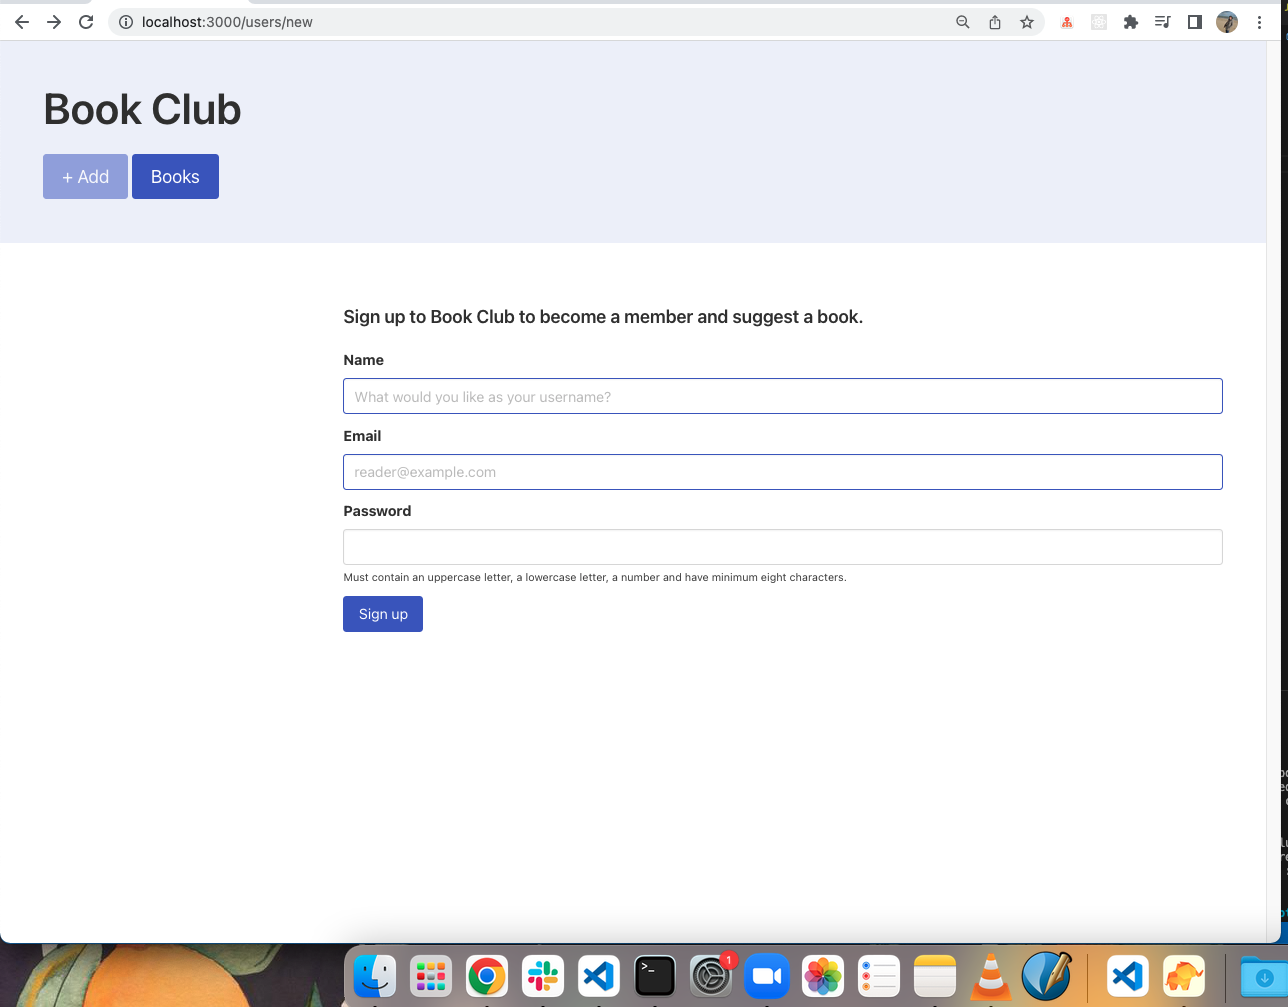 localhost:3000/users/new
Book Club
+ Add
Books
Sign up to Book Club to become a member and suggest a book.
Name
What would you like as your username?
Email
reader@example.com
Password
Must contain an uppercase letter, a lowercase letter, a number and have minimum eight characters.
Sign up
1